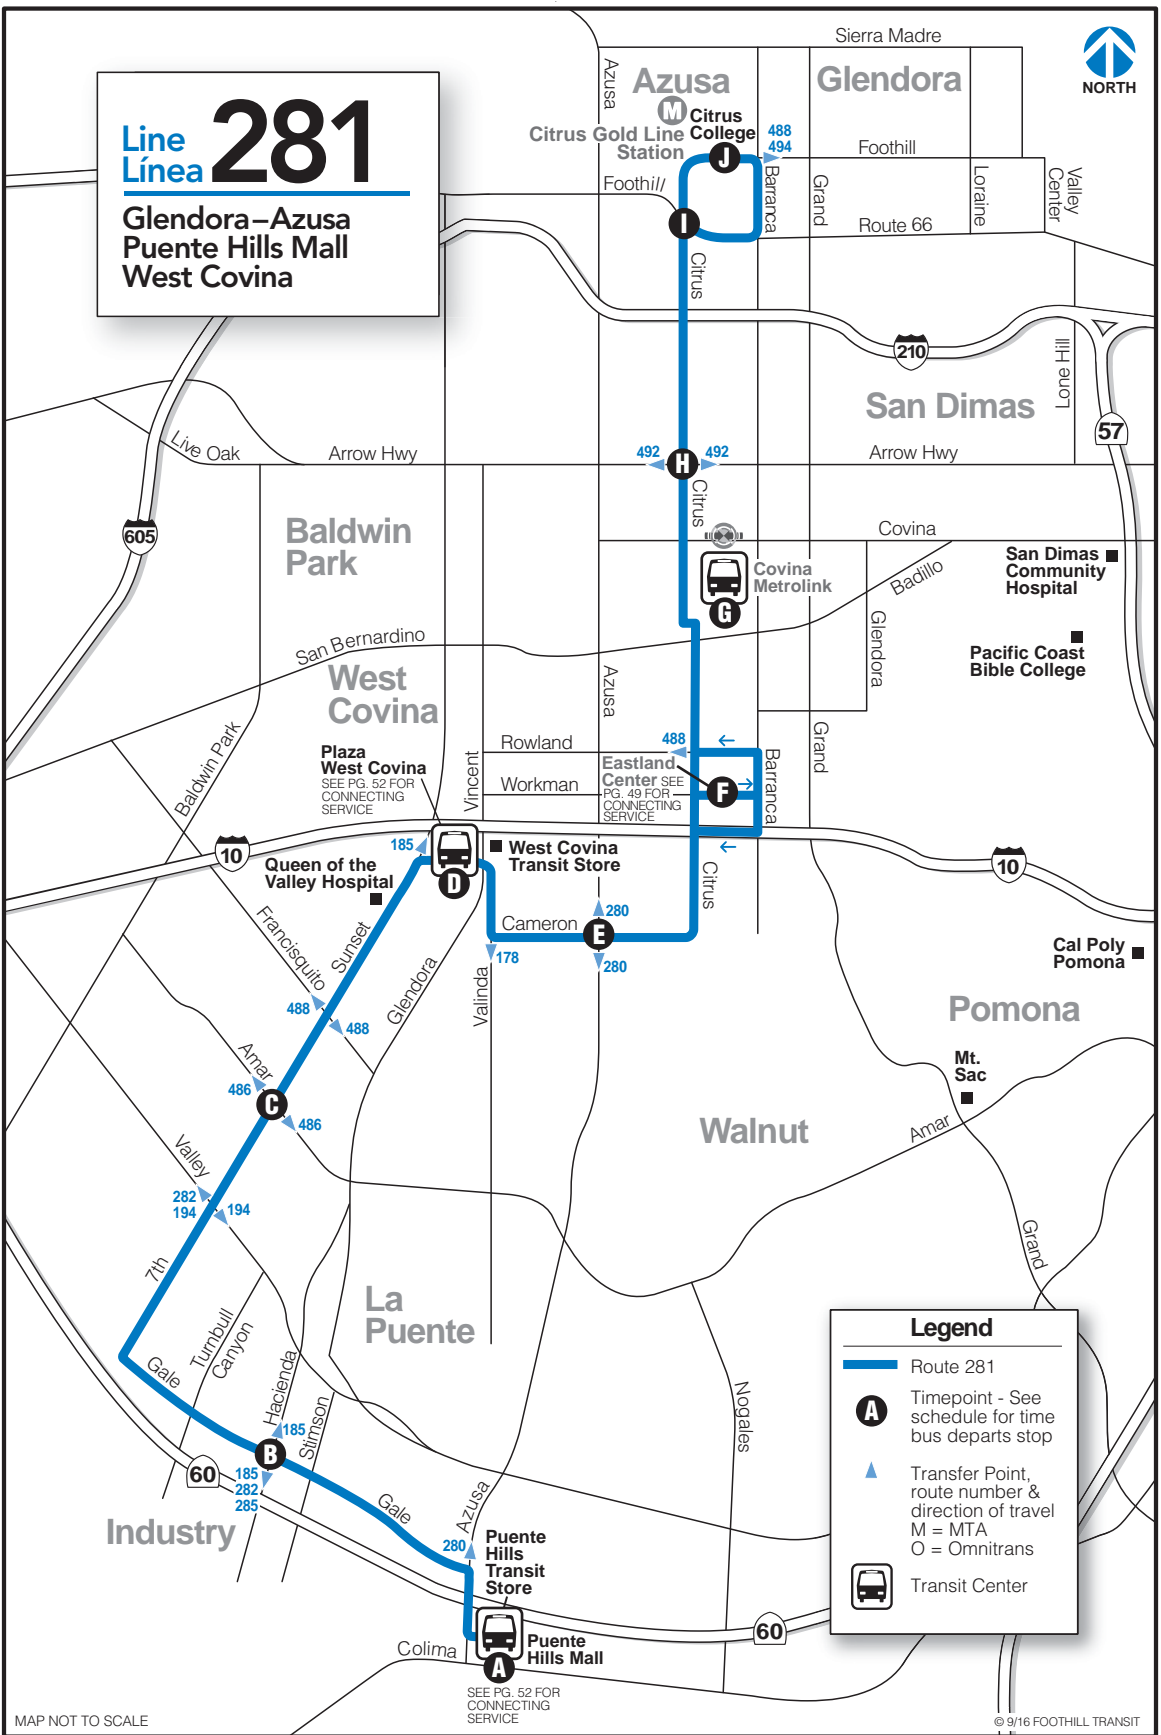 Sierra Madre
NORTH
Azusa
Azusa
Glendora
Line
Línea
281
Glendora–Azusa
Puente Hills Mall
West Covina
M
Citrus
College
Citrus Gold Line
Station
J
488
494
Foothill
Foothill
Barranca
Grand
Loraine
Valley
Center
I
Route 66
Citrus
210
Lone Hill
San Dimas
57
Live Oak
Arrow Hwy
492
H
492
Arrow Hwy
Citrus
605
Baldwin
Park
Covina
Covina
Metrolink
G
Badillo
San Dimas
Community
Hospital
Glendora
Pacific Coast
Bible College
San Bernardino
West
Covina
Azusa
Grand
Baldwin Park
Plaza
West Covina
SEE PG. 52 FOR
CONNECTING
SERVICE
Vincent
Rowland
488
Workman
Eastland
Center SEE
PG. 49 FOR
CONNECTING
SERVICE
F
Barranca
10
185
D
West Covina
Transit Store
10
Queen of the
Valley Hospital
Citrus
Francisquito
Sunset
Cameron
280
E
280
178
Glendora
Valinda
Cal Poly
Pomona
Pomona
488
488
Amar
486
C
486
Mt.
Sac
Walnut
Amar
Valley
282
194
194
7th
Grand
La
Puente
Turnbull
Canyon
Gale
Hacienda
Stimson
Nogales
185
B
60
185
282
285
Gale
Industry
Azusa
280
Puente
Hills
Transit
Store
Puente
Hills Mall
A
60
Colima
SEE PG. 52 FOR
CONNECTING
SERVICE
Legend
Route 281
A
Timepoint - See
schedule for time
bus departs stop
Transfer Point,
route number &
direction of travel
M = MTA
O = Omnitrans
Transit Center
MAP NOT TO SCALE
© 9/16 FOOTHILL TRANSIT